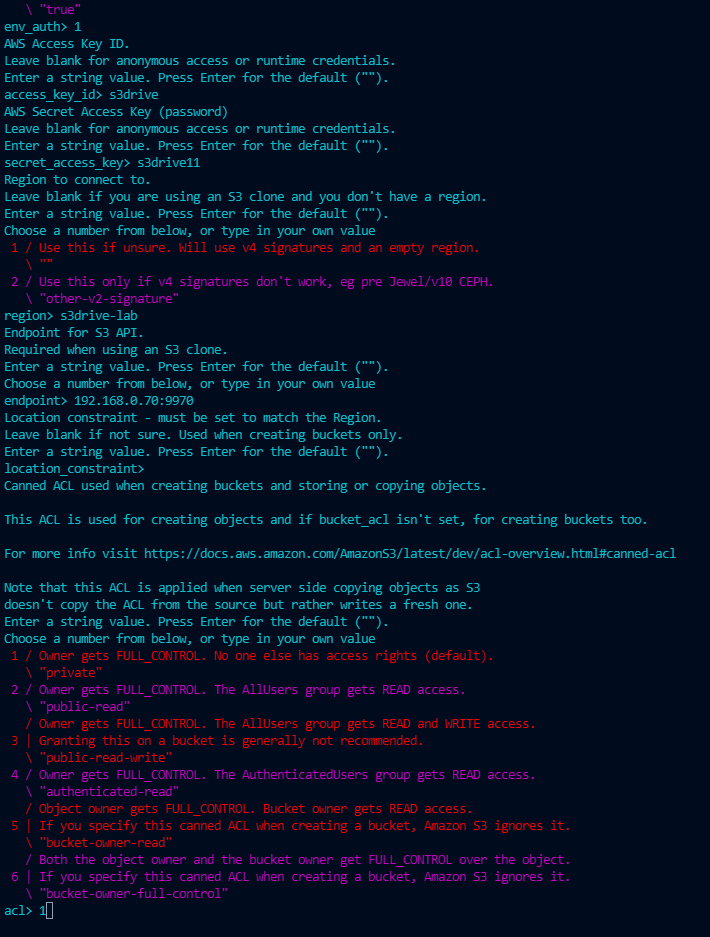 \ "true"
env_auth> 1
AWS Access Key ID.
Leave blank for anonymous access or runtime credentials.
Enter a string value. Press Enter for the default ("").
access_key_id> s3drive
AWS Secret Access Key (password)
Leave blank for anonymous access or runtime credentials.
Enter a string value. Press Enter for the default ("").
secret_access_key> s3drive11
Region to connect to.
Leave blank if you are using an S3 clone and you don't have a region.
Enter a string value. Press Enter for the default ("").
Choose a number from below, or type in your own value
1 / Use this if unsure. Will use v4 signatures and an empty region.
\ ""
2 / Use this only if v4 signatures don't work, eg pre Jewel/v10 CEPH.
\ "other-v2-signature"
region> s3drive-lab
Endpoint for S3 API.
Required when using an S3 clone.
Enter a string value. Press Enter for the default ("").
Choose a number from below, or type in your own value
endpoint> 192.168.0.70:9970
Location constraint - must be set to match the Region.
Leave blank if not sure. Used when creating buckets only.
Enter a string value. Press Enter for the default ("").
location_constraint>
Canned ACL used when creating buckets and storing or copying objects.
This ACL is used for creating objects and if bucket_acl isn't set, for creating buckets too.
For more info visit https://docs.aws.amazon.com/AmazonS3/latest/dev/acl-overview.html#canned-acl
Note that this ACL is applied when server side copying objects as S3
doesn't copy the ACL from the source but rather writes a fresh one.
Enter a string value. Press Enter for the default ("").
Choose a number from below, or type in your own value
1 / Owner gets FULL_CONTROL. No one else has access rights (default).
\ "private"
2 / Owner gets FULL_CONTROL. The AllUsers group gets READ access.
\ "public-read"
/ Owner gets FULL_CONTROL. The AllUsers group gets READ and WRITE access.
3 | Granting this on a bucket is generally not recommended.
\ "public-read-write"
4 / Owner gets FULL_CONTROL. The AuthenticatedUsers group gets READ access.
\ "authenticated-read"
/ Object owner gets FULL_CONTROL. Bucket owner gets READ access.
5 | If you specify this canned ACL when creating a bucket, Amazon S3 ignores it.
\ "bucket-owner-read"
/ Both the object owner and the bucket owner get FULL_CONTROL over the object.
6 | If you specify this canned ACL when creating a bucket, Amazon S3 ignores it.
\ "bucket-owner-full-control"
acl> 1